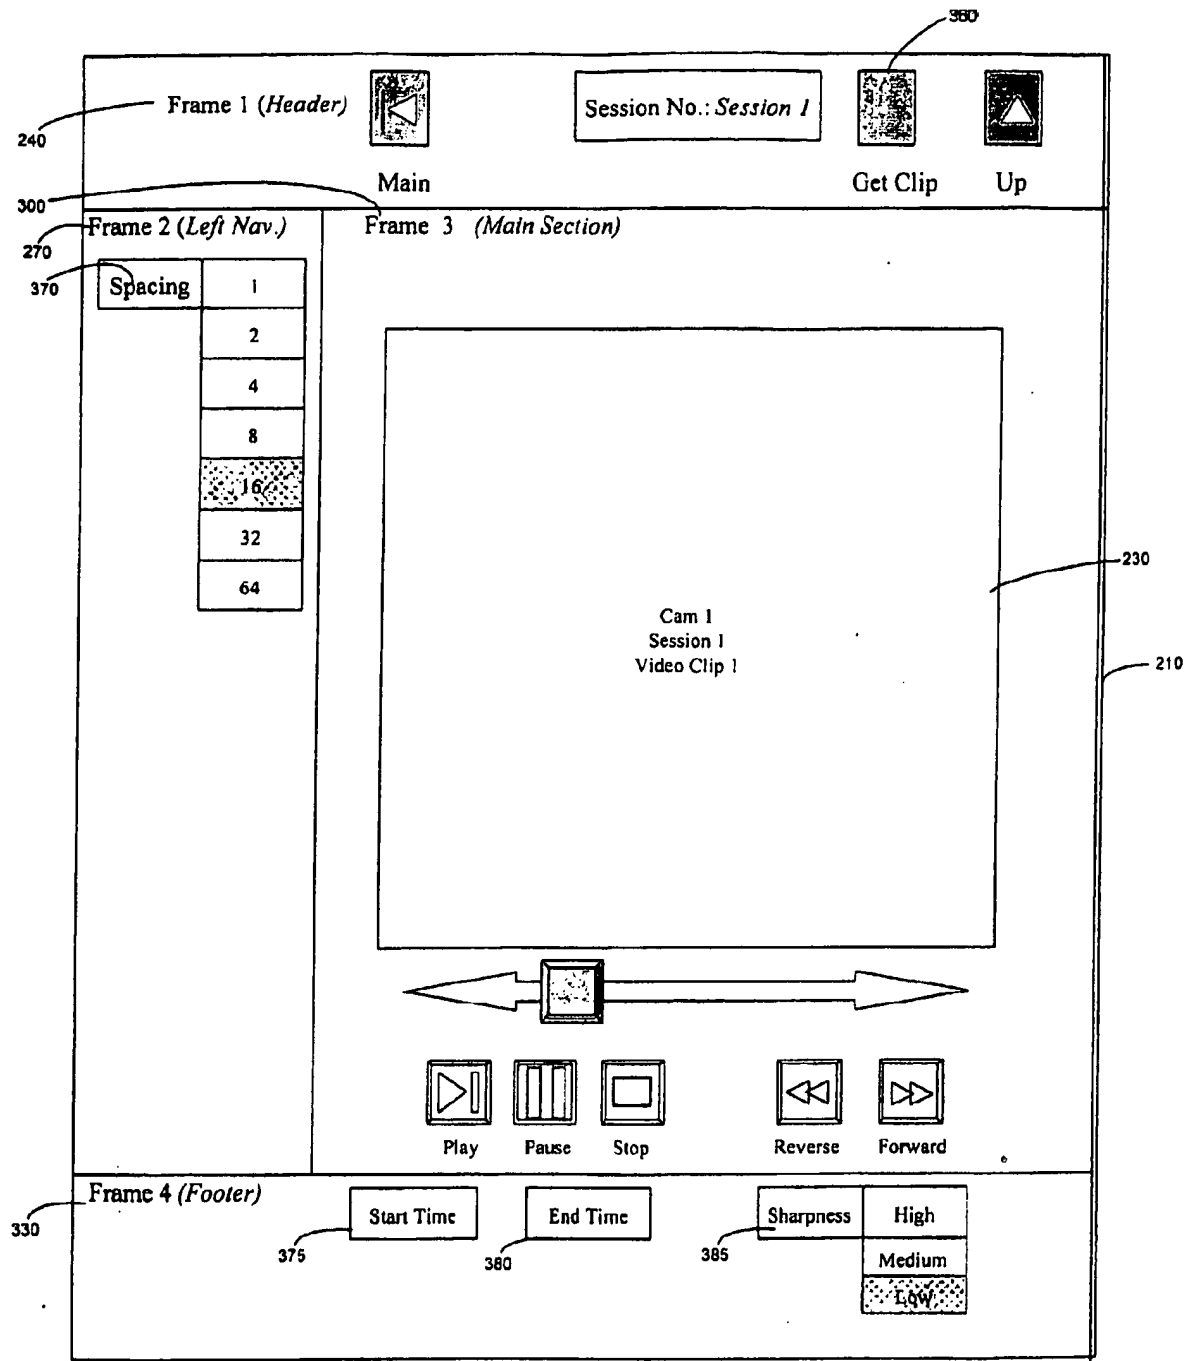 360
Frame 1 (Header)
Session No.: Session 1
240
Main
Get Clip
Up
300
Frame 2 (Left Nav.)
Frame 3 (Main Section)
270
370
Spacing
1
2
4
8
16
32
64
230
Cam 1
Session 1
Video Clip 1
210
Play
Pause
Stop
Reverse
Forward
Frame 4 (Footer)
330
Start Time
End Time
Sharpness
High
375
380
385
Medium
Low